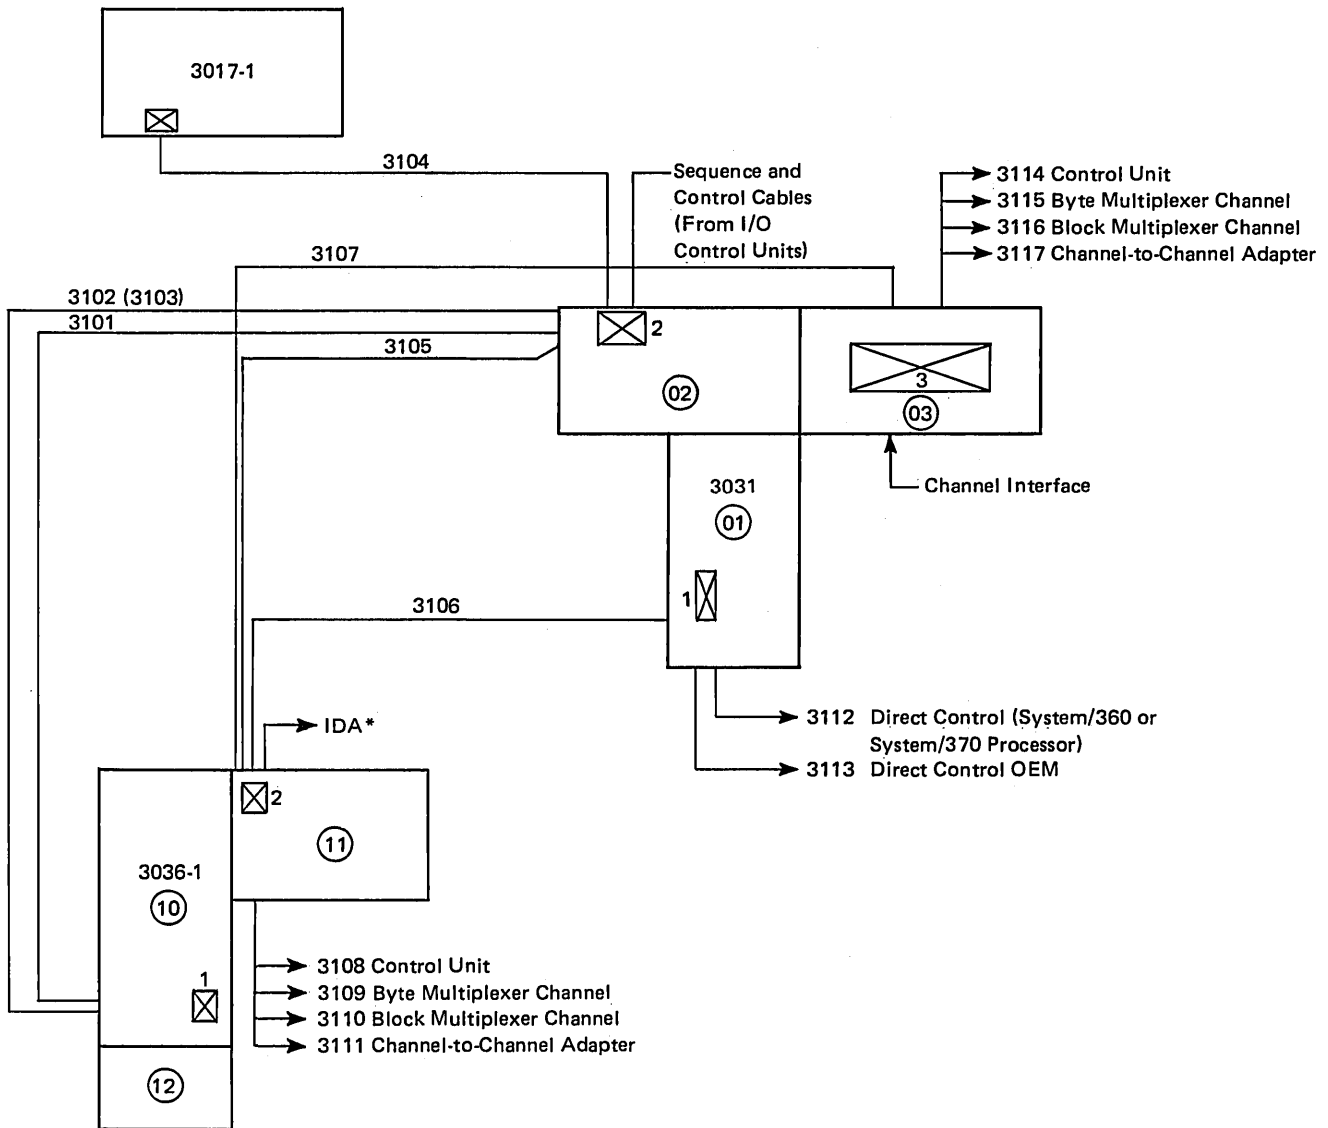 3017-1
3104
Sequence and
Control Cables
(From I/O
Control Units)
3114 Control Unit
3115 Byte Multiplexer Channel
3116 Block Multiplexer Channel
3117 Channel-to-Channel Adapter
3107
3102 (3103)
3101
3105
2
02
3
03
Channel Interface
3031
01
1
3106
3112 Direct Control (System/360 or
System/370 Processor)
3113 Direct Control OEM
IDA*
2
11
3036-1
10
1
3108 Control Unit
3109 Byte Multiplexer Channel
3110 Block Multiplexer Channel
3111 Channel-to-Channel Adapter
12